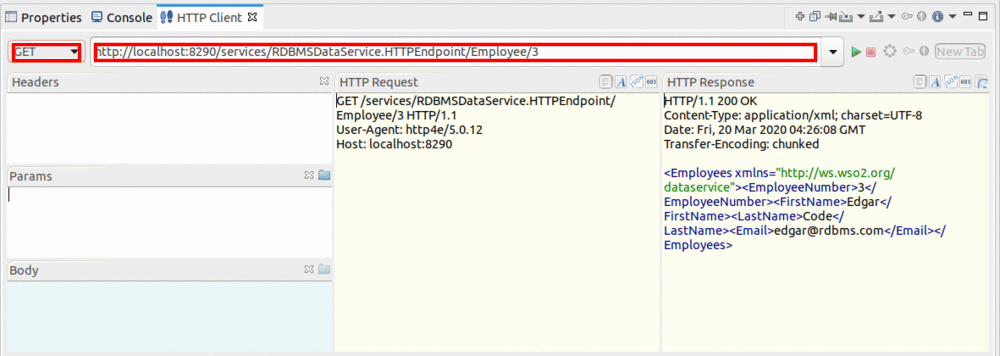 Properties Console HTTP Client
GET http://localhost:8290/services/RDBMSDataService.HTTPEndpoint/Employee/3 New Tab
Headers
Params
Body
HTTP Request
GET /services/RDBMSDataService.HTTPEndpoint/
Employee/3 HTTP/1.1
User-Agent: http4e/5.0.12
Host: localhost:8290
HTTP Response
HTTP/1.1 200 OK
Content-Type: application/xml; charset=UTF-8
Date: Fri, 20 Mar 2020 04:26:08 GMT
Transfer-Encoding: chunked
<Employees xmlns="http://ws.wso2.org/
dataservice"><EmployeeNumber>3</
EmployeeNumber><FirstName>Edgar</
FirstName><LastName>Code</
LastName><Email>edgar@rdbms.com</Email></
Employees>